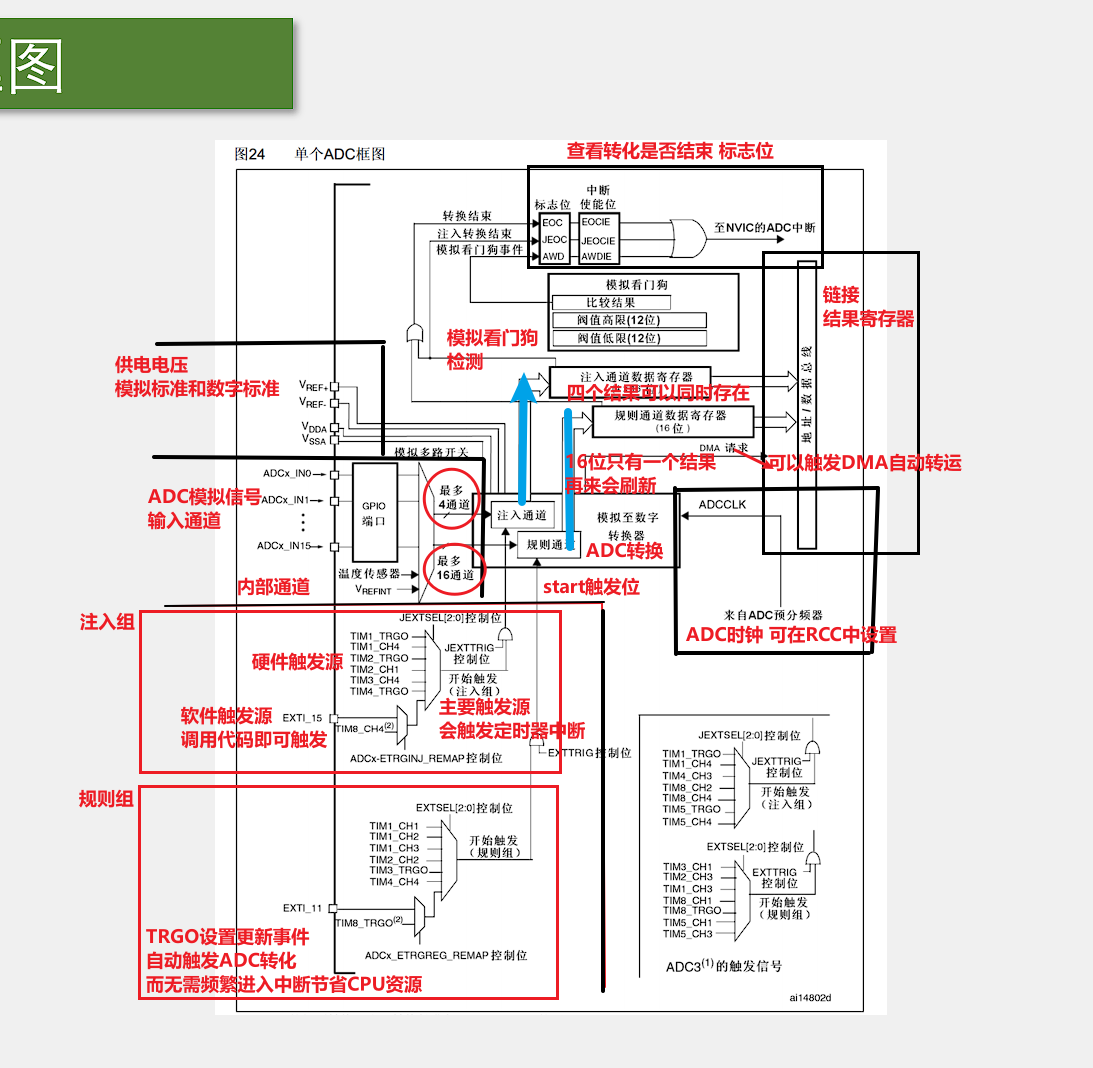 图
图24 单个ADC框图
查看转化是否结束 标志位
中断
标志位 使能位
转换结束
EOC EOCIE
注入转换结束
JEOC JEOCIE
模拟看门狗事件
AWD AWDIE
至NVIC的ADC中断
模拟看门狗
比较结果
阀值高限(12位)
阀值低限(12位)
链接
结果寄存器
地址/数据总线
模拟看门狗
检测
供电电压
模拟标准和数字标准
VREF+
VREF-
VDDA
VSSA
注入通道数据寄存器
四个结果可以同时存在
规则通道数据寄存器
(16位)
DMA 请求
模拟多路开关
16位只有一个结果
再来会刷新
可以触发DMA自动转运
ADCx_IN0
ADCx_IN1
ADCx_IN15
ADC模拟信号
输入通道
GPIO
端口
最多
4通道
注入通道
模拟至数字
转换器
ADCCLK
规则通
ADC转换
最多
16通道
温度传感器
VREFINT
内部通道
start触发位
来自ADC预分频器
ADC时钟 可在RCC中设置
注入组
JEXTSEL[2:0]控制位
TIM1_TRGO
TIM1_CH4
TIM2_TRGO
TIM2_CH1
TIM3_CH4
TIM4_TRGO
JEXTTRIG
控制位
硬件触发源
开始触发
(注入组)
主要触发源
会触发定时器中断
软件触发源
调用代码即可触发
EXTI_15
TIM8_CH4(2)
ADCx-ETRGINJ_REMAP控制位
EXTTRIG控制位
规则组
EXTSEL[2:0]控制位
TIM1_CH1
TIM1_CH2
TIM1_CH3
TIM2_CH2
TIM3_TRGO
TIM4_CH4
开始触发
(规则组)
EXTI_11
TIM8_TRGO(2)
ADCx_ETRGREG_REMAP控制位
TRGO设置更新事件
自动触发ADC转化
而无需频繁进入中断节省CPU资源
JEXTSEL[2:0]控制位
TIM1_TRGO
TIM1_CH4
TIM4_CH3
TIM8_CH2
TIM8_CH4
TIM5_TRGO
TIM5_CH4
JEXTTRIG
控制位
开始触发
(注入组)
EXTSEL[2:0]控制位
TIM3_CH1
TIM2_CH3
TIM1_CH3
TIM8_CH1
TIM8_TRGO
TIM5_CH1
TIM5_CH3
EXTTRIG
控制位
开始触发
(规则组)
ADC3(1)的触发信号
ai14802d